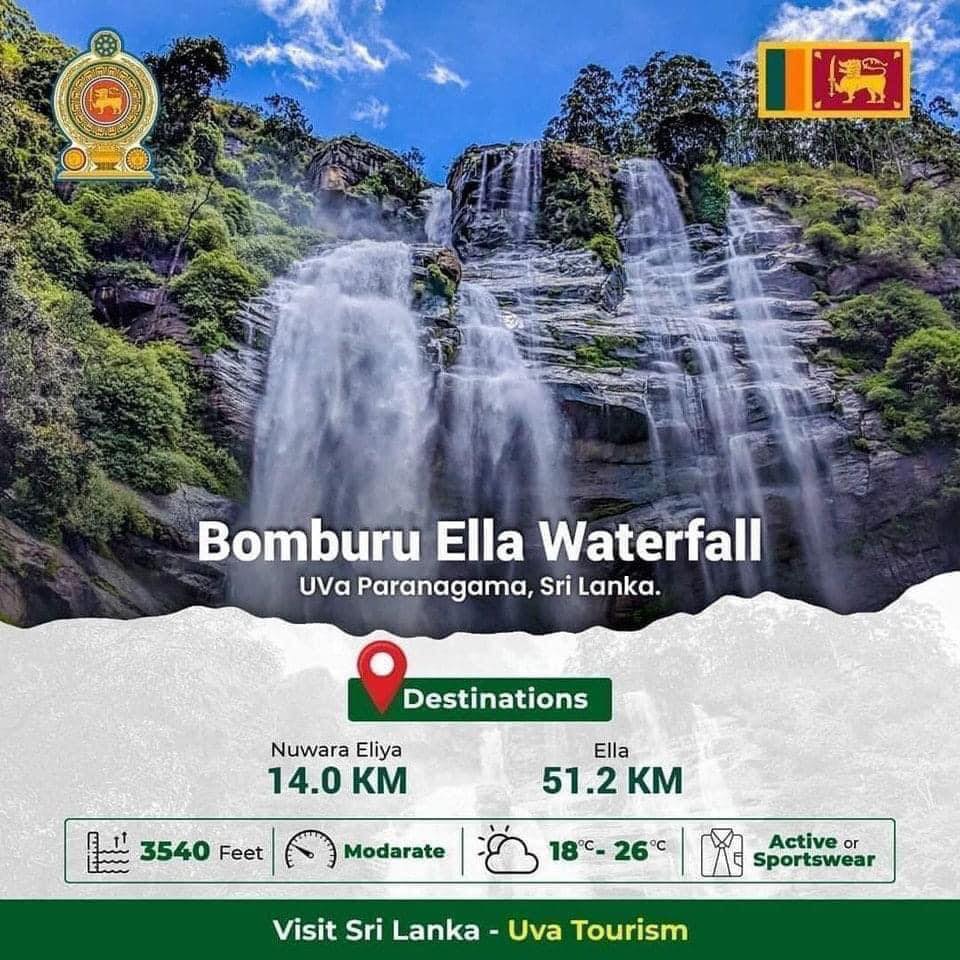 Bomburu Ella Waterfall
UVa Paranagama, Sri Lanka.
Destinations
Nuwara Eliya
14.0 KM
Ella
51.2 KM
3540 Feet
Modarate
18°C- 26°C
Active or
Sportswear
Visit Sri Lanka - Uva Tourism